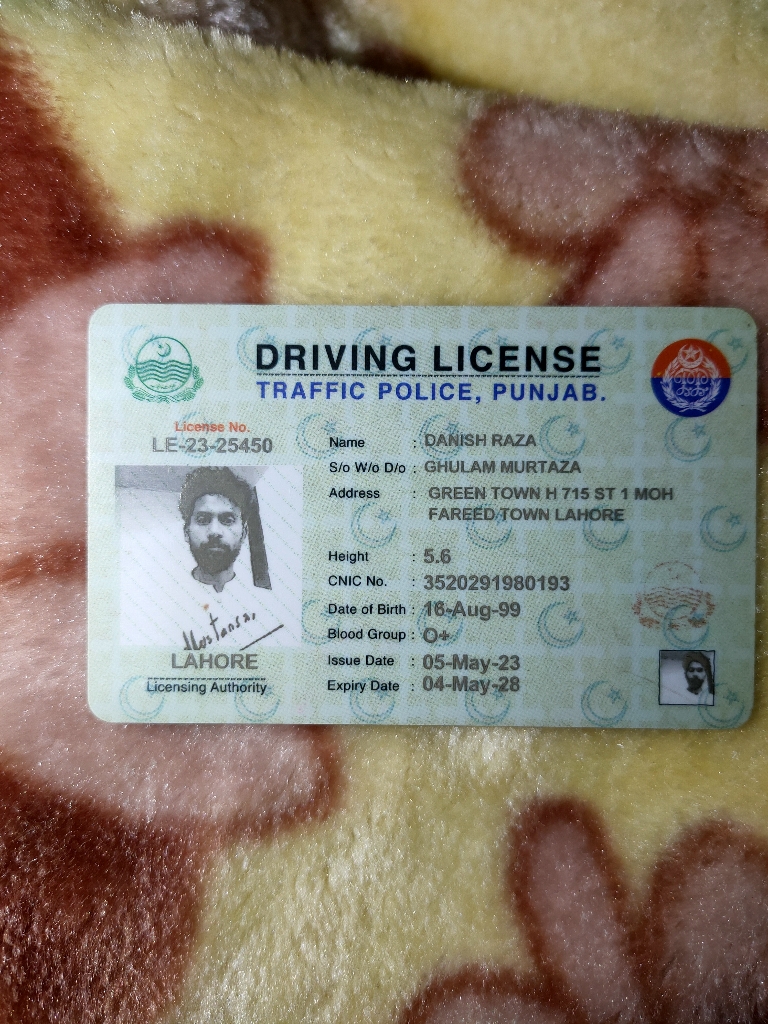 DRIVING LICENSE
TRAFFIC POLICE, PUNJAB.
License No.
LE-23-25450
Name : DANISH RAZA
S/o W/o D/o : GHULAM MURTAZA
Address : GREEN TOWN H 715 ST 1 MOH
FAREED TOWN LAHORE
Height : 5.6
CNIC No. : 3520291980193
Date of Birth : 16-Aug-99
Blood Group : O+
Issue Date : 05-May-23
Expiry Date : 04-May-28
LAHORE
Licensing Authority